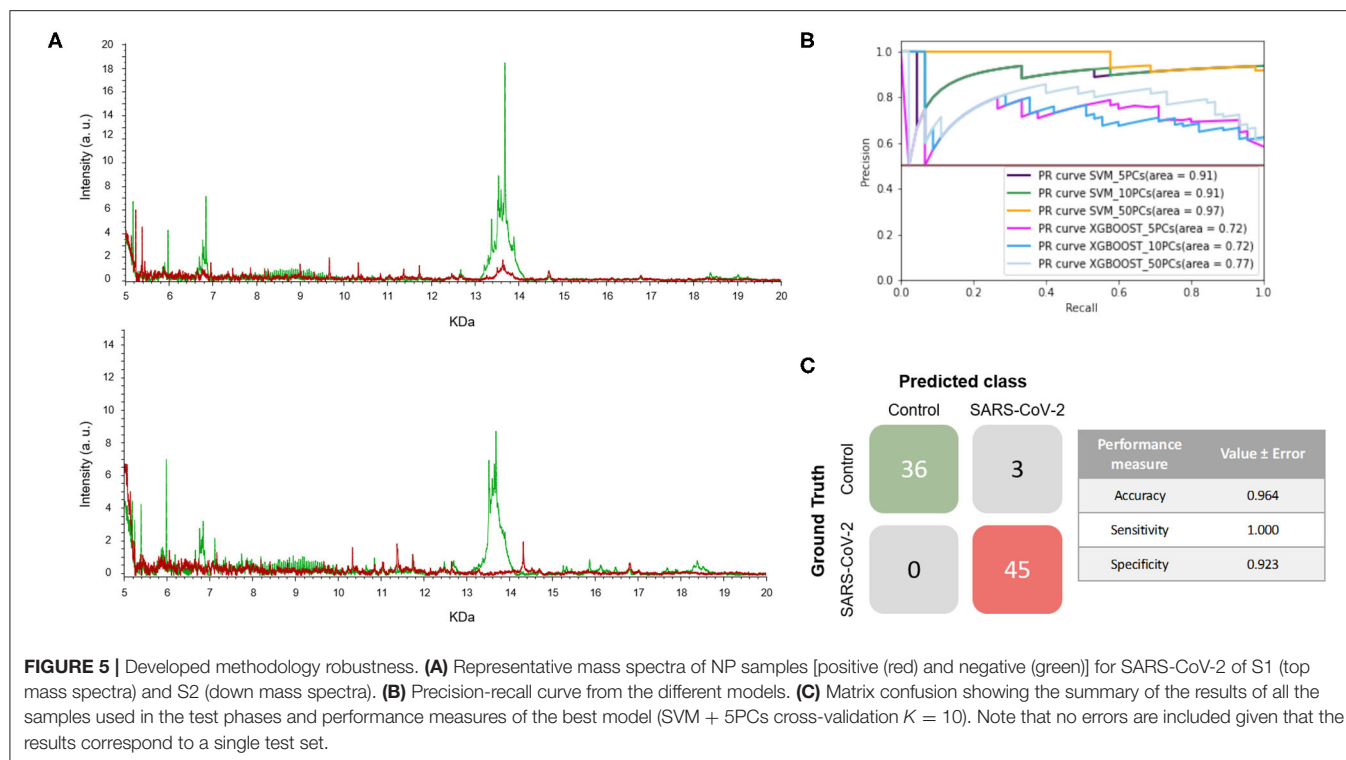 A
Intensity (a. u.)
20
18
16
14
12
10
8
6
4
2
0
5 6 7 8 9 10 11 12 13 14 15 16 17 18 19 20
KDa
Intensity (a. u.)
14
12
10
8
6
4
2
0
5 6 7 8 9 10 11 12 13 14 15 16 17 18 19 20
KDa
B
Precision
1.0
0.8
0.6
0.4
0.2
0.0
PR curve SVM_5PCs(area = 0.91)
PR curve SVM_10PCs(area = 0.91)
PR curve SVM_50PCs(area = 0.97)
PR curve XGBOOST_5PCs(area = 0.72)
PR curve XGBOOST_10PCs(area = 0.72)
PR curve XGBOOST_50PCs(area = 0.77)
0.0 0.2 0.4 0.6 0.8 1.0
Recall
C
Predicted class
Control SARS-CoV-2
Ground Truth
Control
36 3
SARS-CoV-2
0 45
Performance measure Value ± Error
Accuracy 0.964
Sensitivity 1.000
Specificity 0.923
FIGURE 5 | Developed methodology robustness. (A) Representative mass spectra of NP samples [positive (red) and negative (green)] for SARS-CoV-2 of S1 (top
mass spectra) and S2 (down mass spectra). (B) Precision-recall curve from the different models. (C) Matrix confusion showing the summary of the results of all the
samples used in the test phases and performance measures of the best model (SVM + 5PCs cross-validation K = 10). Note that no errors are included given that the
results correspond to a single test set.